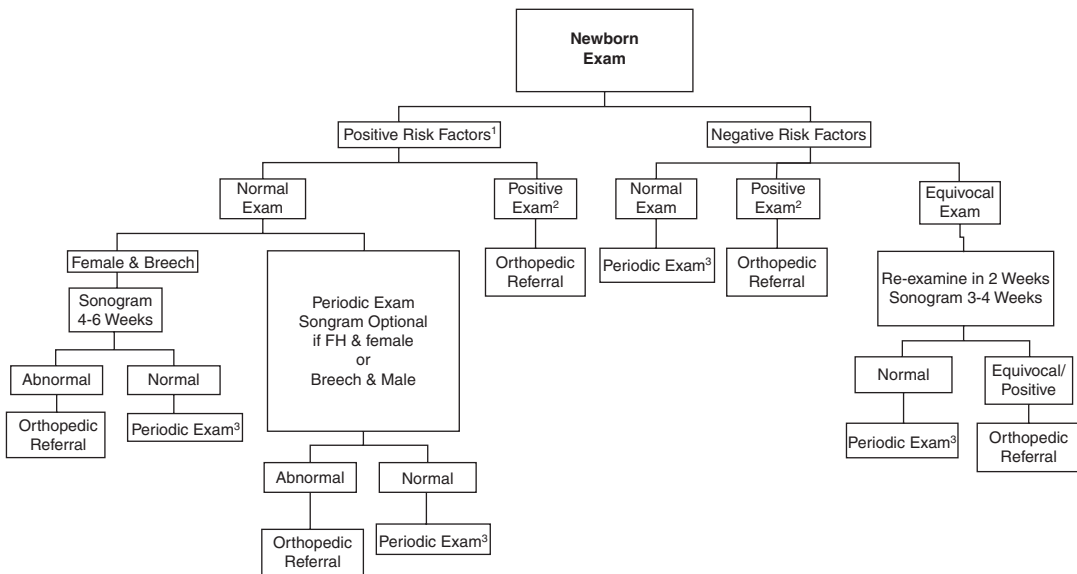 Newborn
Exam
Positive Risk Factors¹
Negative Risk Factors
Normal
Exam
Positive
Exam²
Normal
Exam
Positive
Exam²
Equivocal
Exam
Female & Breech
Periodic Exam
Songram Optional
if FH & female
or
Breech & Male
Orthopedic
Referral
Periodic Exam³
Orthopedic
Referral
Re-examine in 2 Weeks
Sonogram 3-4 Weeks
Sonogram
4-6 Weeks
Abnormal
Normal
Normal
Equivocal/
Positive
Orthopedic
Referral
Periodic Exam³
Periodic Exam³
Orthopedic
Referral
Abnormal
Normal
Orthopedic
Referral
Periodic Exam³